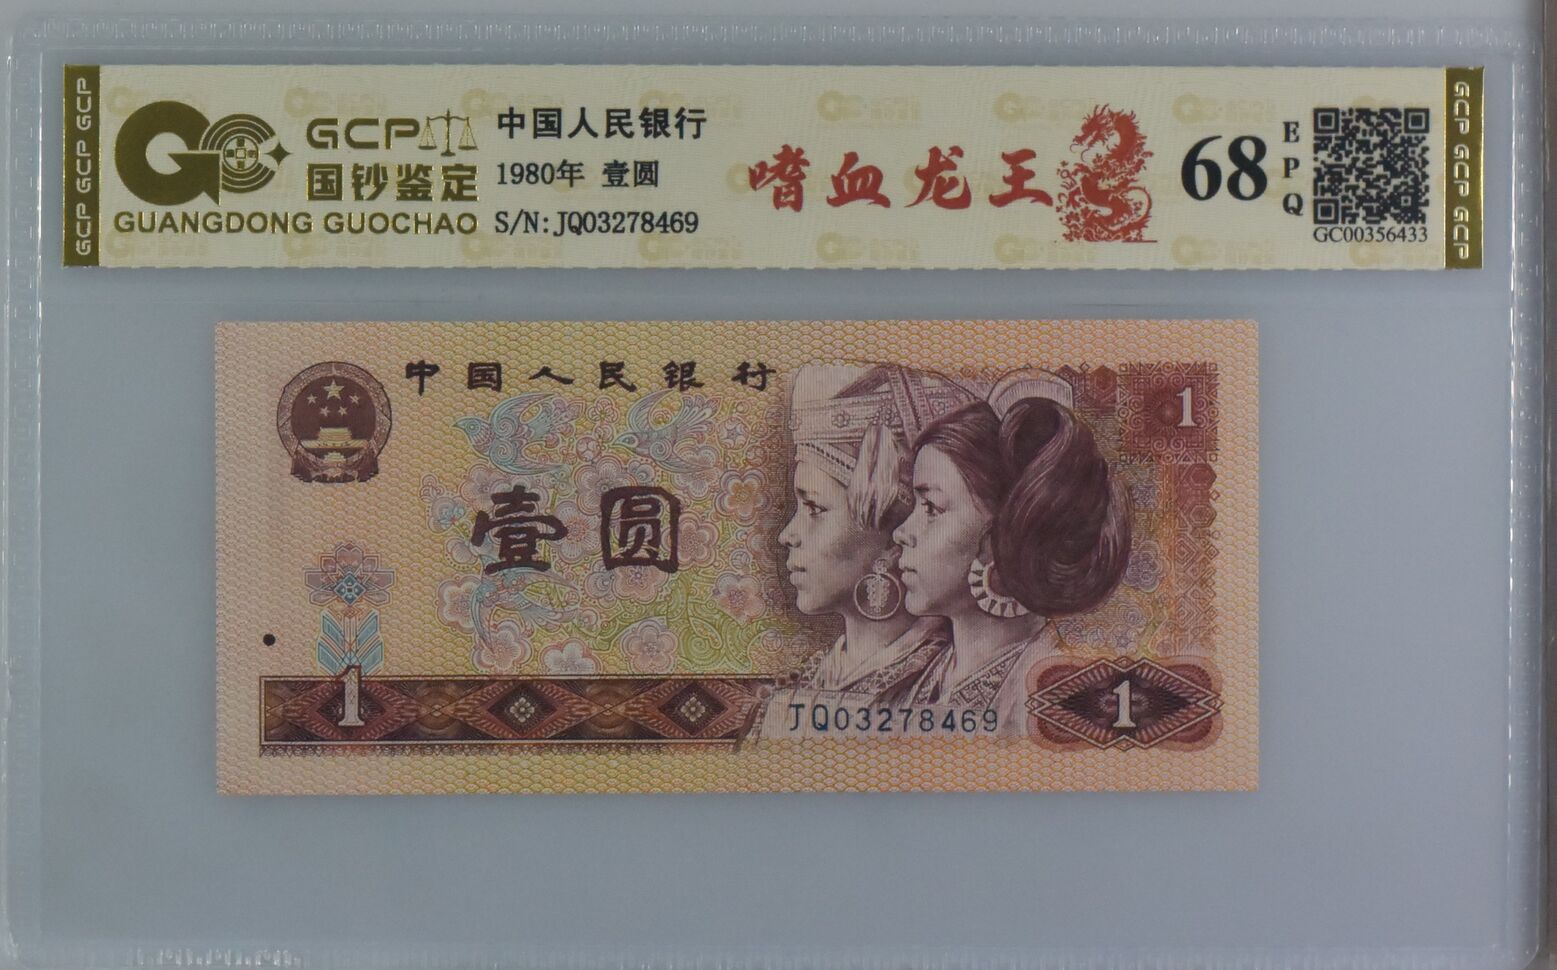 GCP GCP GCP
GCP
国钞鉴定
GUANGDONG GUOCHAO
中国人民银行
1980年 壹圆
S/N: JQ03278469
嗜血龙王
68
EPQ
GC00356433
GCP GCP GCP
中国人民银行
1
壹圆
1
JQ03278469
1